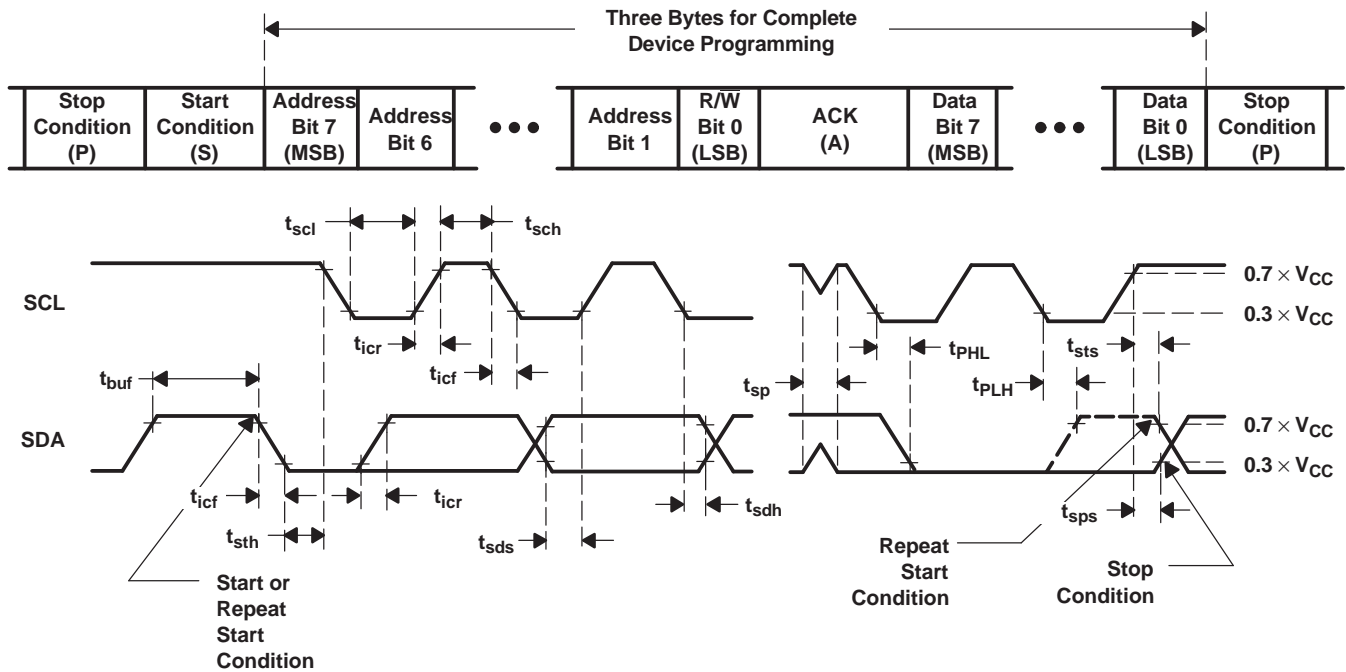 Three Bytes for Complete
Device Programming
Stop
Condition
(P)
Start
Condition
(S)
Address
Bit 7
(MSB)
Address
Bit 6
•••
Address
Bit 1
R/W̅
Bit 0
(LSB)
ACK
(A)
Data
Bit 7
(MSB)
•••
Data
Bit 0
(LSB)
Stop
Condition
(P)
tscl
tsch
SCL
0.7 × VCC
0.3 × VCC
ticr
ticf
tPHL
tsts
tbuf
tsp
tPLH
SDA
0.7 × VCC
0.3 × VCC
ticf
ticr
tsdh
tsth
tsds
tsps
Start or
Repeat
Start
Condition
Repeat
Start
Condition
Stop
Condition